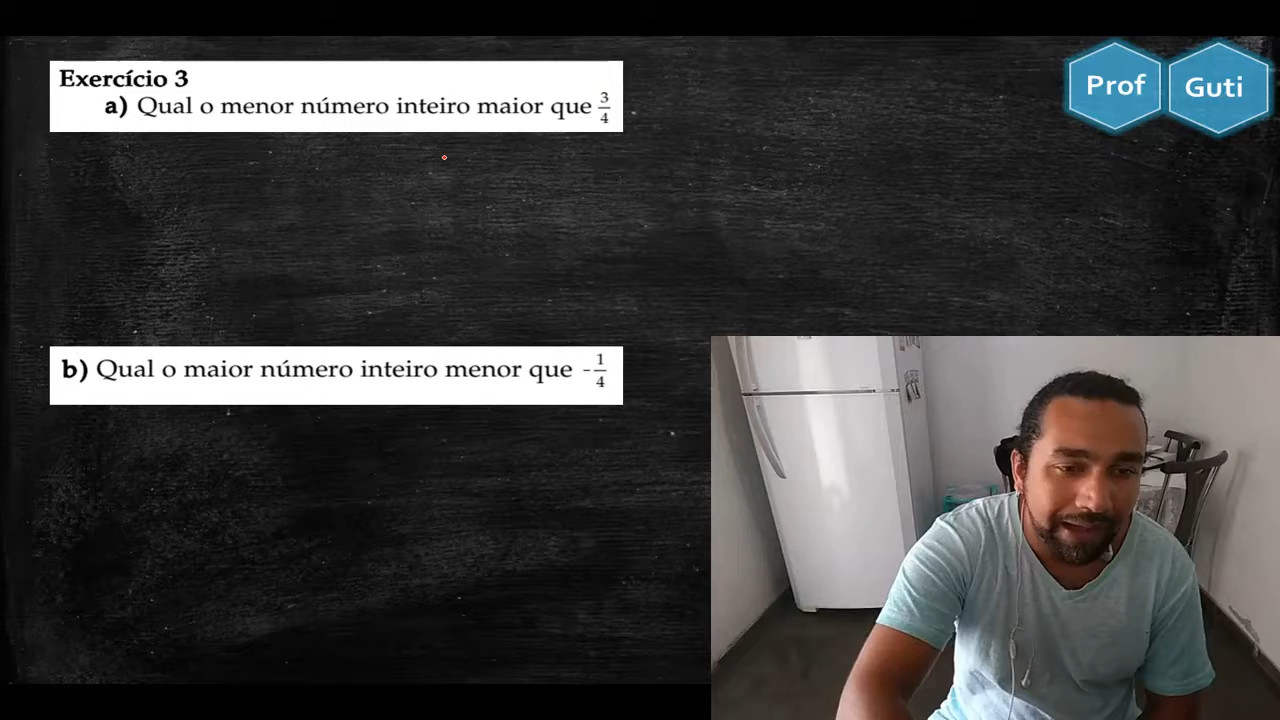 Exercício 3
a) Qual o menor número inteiro maior que 3/4
b) Qual o maior número inteiro menor que -1/4
Prof Guti